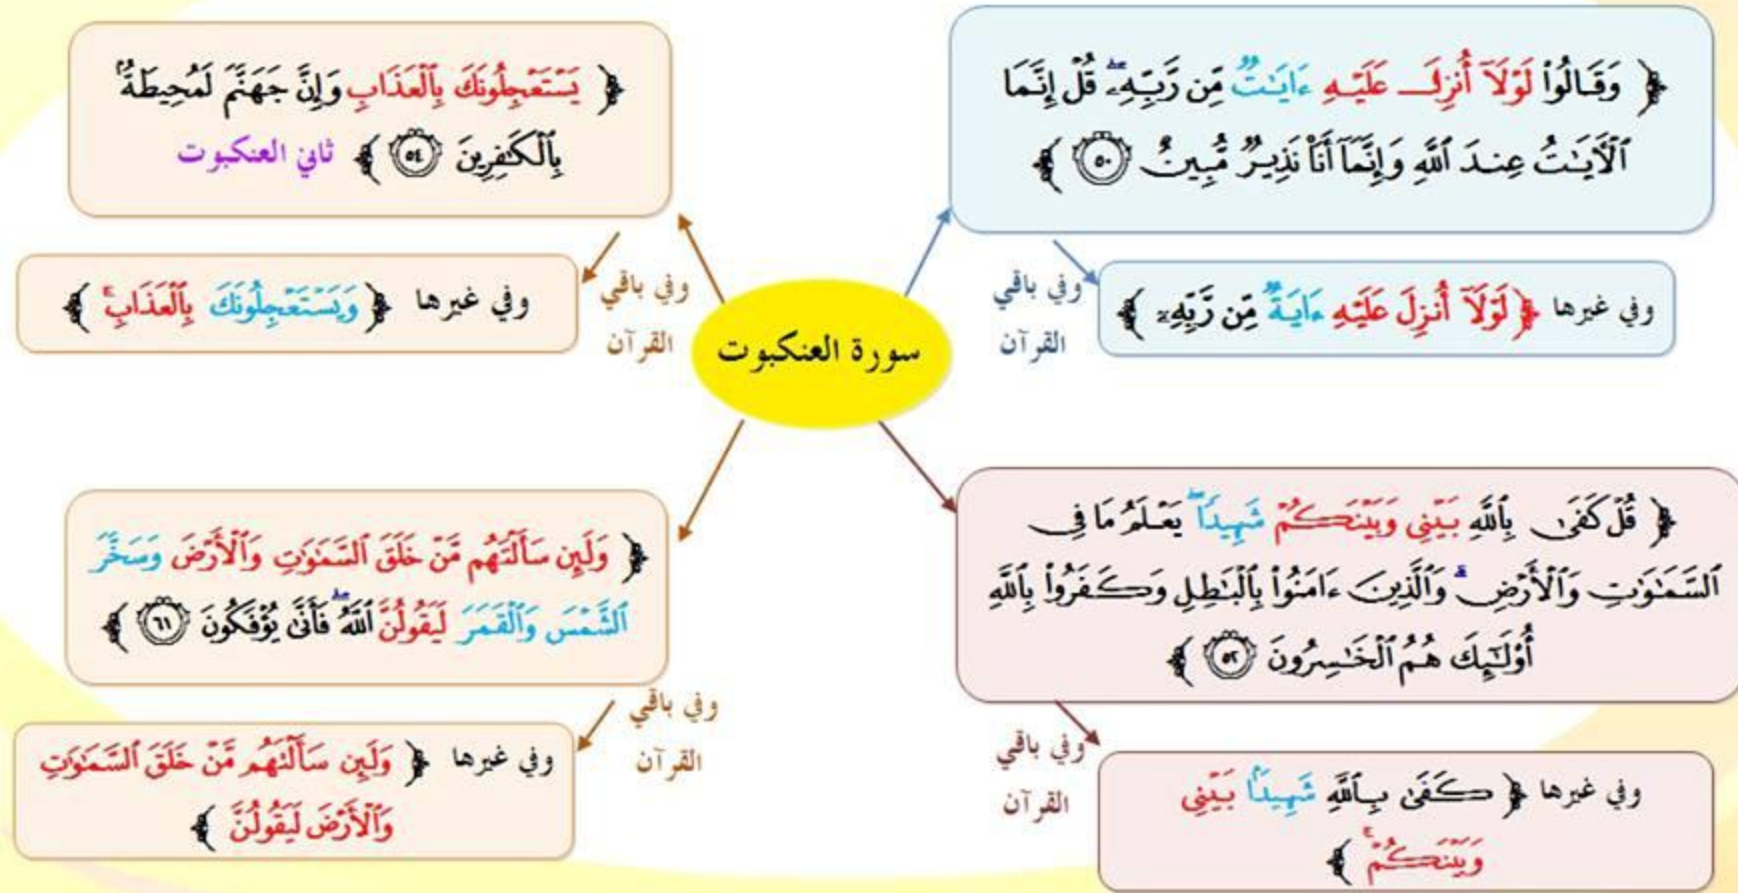 ﴿ وَقَالُوا۟ لَوْلَآ أُنزِلَ عَلَيْهِ ءَايَـٰتٌ مِّن رَّبِّهِۦ ۖ قُلْ إِنَّمَا
ٱلْـَٔايَـٰتُ عِندَ ٱللَّهِ وَإِنَّمَآ أَنَا۠ نَذِيرٌ مُّبِينٌ ٥٠ ﴾
وفي باقي
القرآن
وفي غيرها ﴿ لَوْلَآ أُنزِلَ عَلَيْهِ ءَايَةٌ مِّن رَّبِّهِۦ ﴾
﴿ يَسْتَعْجِلُونَكَ بِٱلْعَذَابِ وَإِنَّ جَهَنَّمَ لَمُحِيطَةٌۢ
بِٱلْكَـٰفِرِينَ ٥٤ ﴾ ثاني العنكبوت
وفي باقي
القرآن
وفي غيرها ﴿ وَيَسْتَعْجِلُونَكَ بِٱلْعَذَابِ ۚ ﴾
سورة العنكبوت
﴿ قُلْ كَفَىٰ بِٱللَّهِ بَيْنِى وَبَيْنَكُمْ شَهِيدًا ۖ يَعْلَمُ مَا فِى
ٱلسَّمَـٰوَٰتِ وَٱلْأَرْضِ ۗ وَٱلَّذِينَ ءَامَنُوا۟ بِٱلْبَـٰطِلِ وَكَفَرُوا۟ بِٱللَّهِ
أُو۟لَـٰٓئِكَ هُمُ ٱلْخَـٰسِرُونَ ٥٢ ﴾
وفي باقي
القرآن
وفي غيرها ﴿ كَفَىٰ بِٱللَّهِ شَهِيدًۢا بَيْنِى
وَبَيْنَكُمْ ۚ ﴾
﴿ وَلَئِن سَأَلْتَهُم مَّنْ خَلَقَ ٱلسَّمَـٰوَٰتِ وَٱلْأَرْضَ وَسَخَّرَ
ٱلشَّمْسَ وَٱلْقَمَرَ لَيَقُولُنَّ ٱللَّهُ ۖ فَأَنَّىٰ يُؤْفَكُونَ ٦١ ﴾
وفي باقي
القرآن
وفي غيرها ﴿ وَلَئِن سَأَلْتَهُم مَّنْ خَلَقَ ٱلسَّمَـٰوَٰتِ
وَٱلْأَرْضَ لَيَقُولُنَّ ﴾